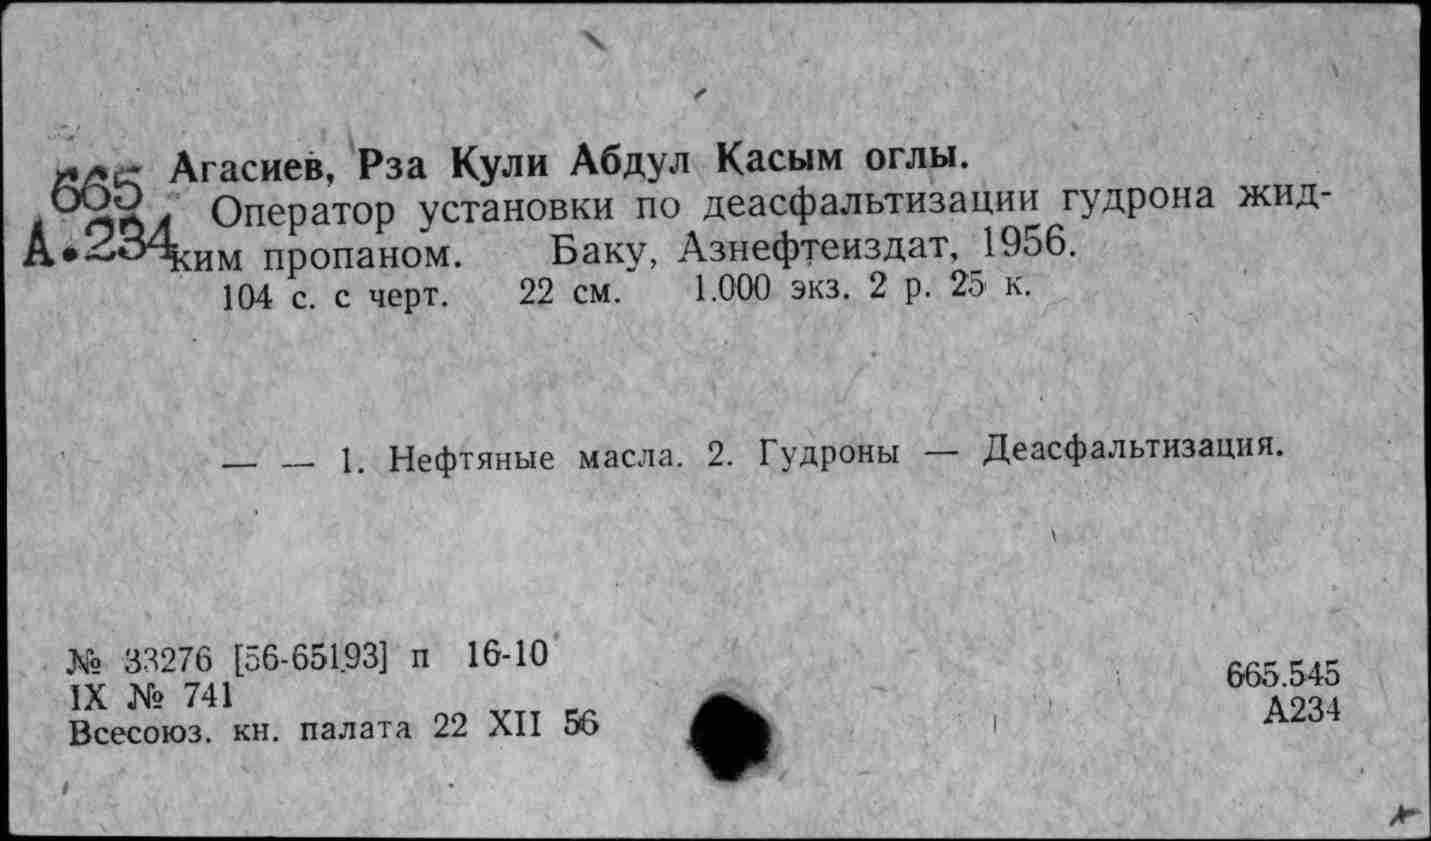 665 Агасиев, Рза Кули Абдул Касым оглы.
Оператор установки по деасфальтизации гудрона жид-
А.234 ким пропаном. Баку, Азнефтеиздат, 1956.
104 с. с черт. 22 см. 1.000 экз. 2 р. 25 к.
— — 1. Нефтяные масла. 2. Гудроны — Деасфальтизация.
№ 33276 [56-65193] п 16-10
IX № 741
Всесоюз. кн. палата 22 XII 56
665.545
А234